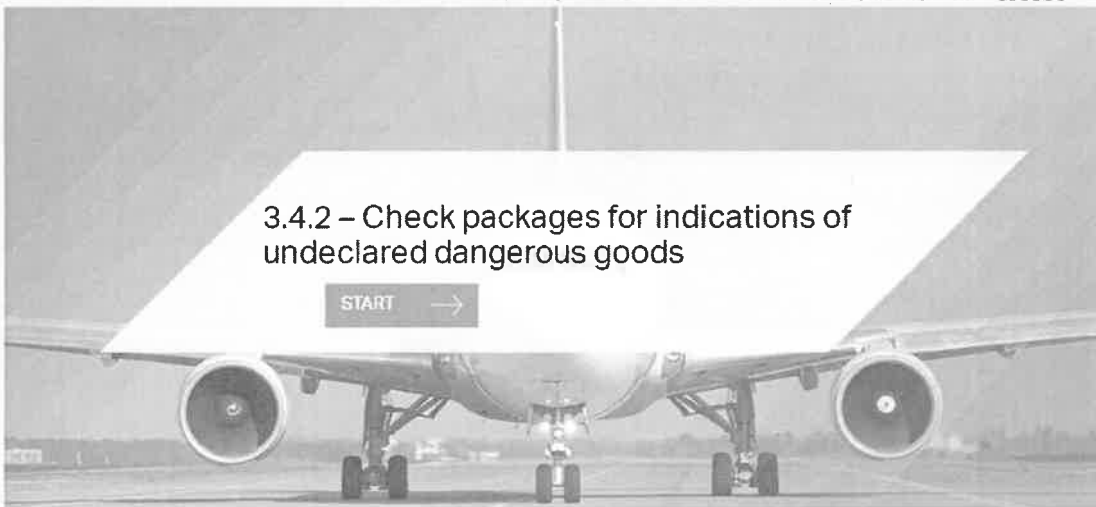 3.4.2 – Check packages for indications of
undeclared dangerous goods
START →